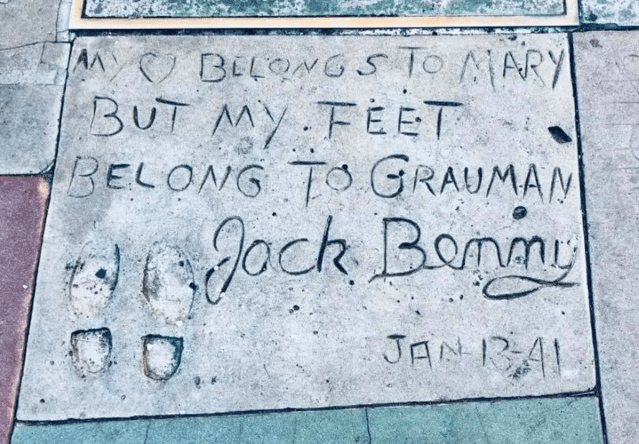 MY ♡ BELONGS TO MARY
BUT MY FEET
BELONG TO GRAUMAN
Jack Benny
JAN-13-41